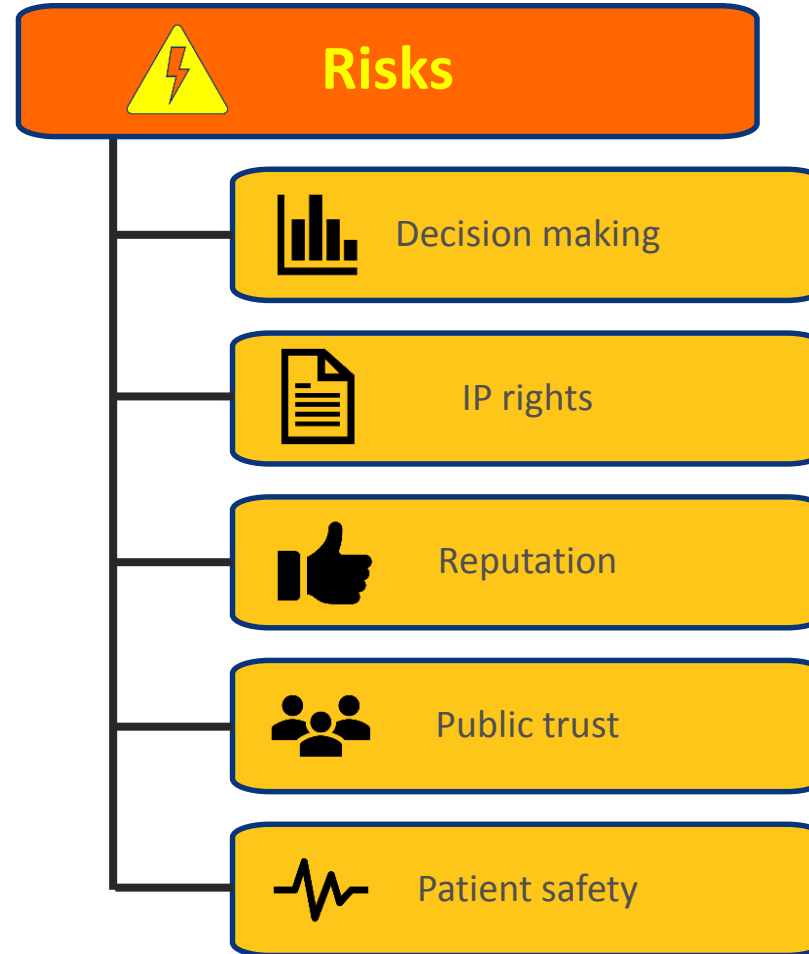 Risks
Decision making
IP rights
Reputation
Public trust
Patient safety